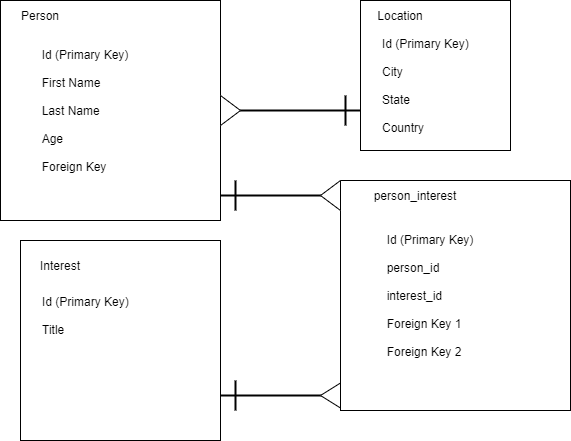 Person
Id (Primary Key)
First Name
Last Name
Age
Foreign Key
Location
Id (Primary Key)
City
State
Country
person_interest
Id (Primary Key)
person_id
interest_id
Foreign Key 1
Foreign Key 2
Interest
Id (Primary Key)
Title